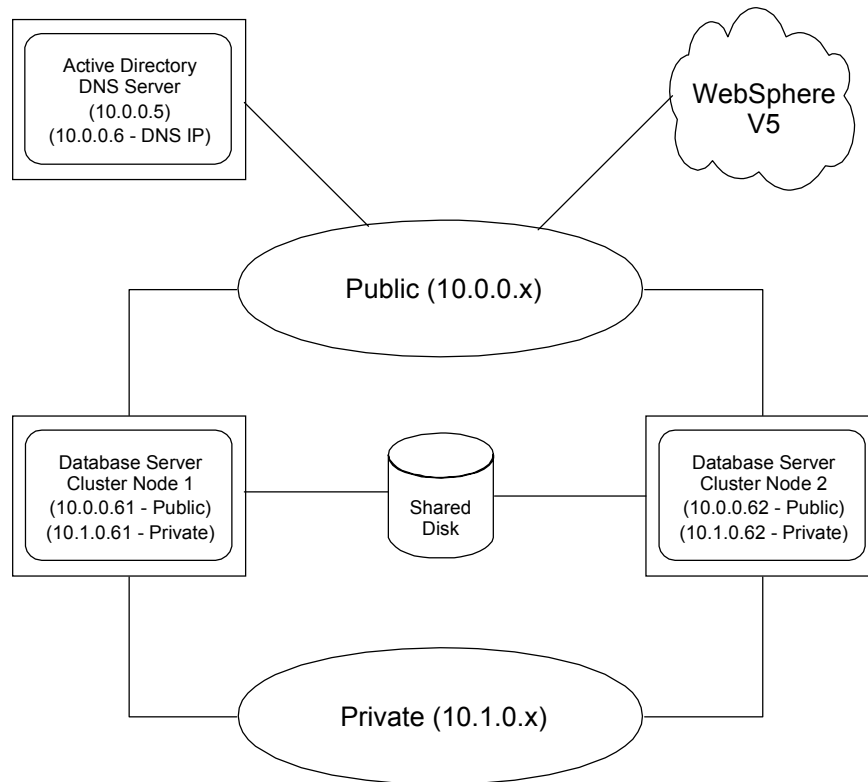 Active Directory
DNS Server
(10.0.0.5)
(10.0.0.6 - DNS IP)
WebSphere
V5
Public (10.0.0.x)
Database Server
Cluster Node 1
(10.0.0.61 - Public)
(10.1.0.61 - Private)
Shared
Disk
Database Server
Cluster Node 2
(10.0.0.62 - Public)
(10.1.0.62 - Private)
Private (10.1.0.x)